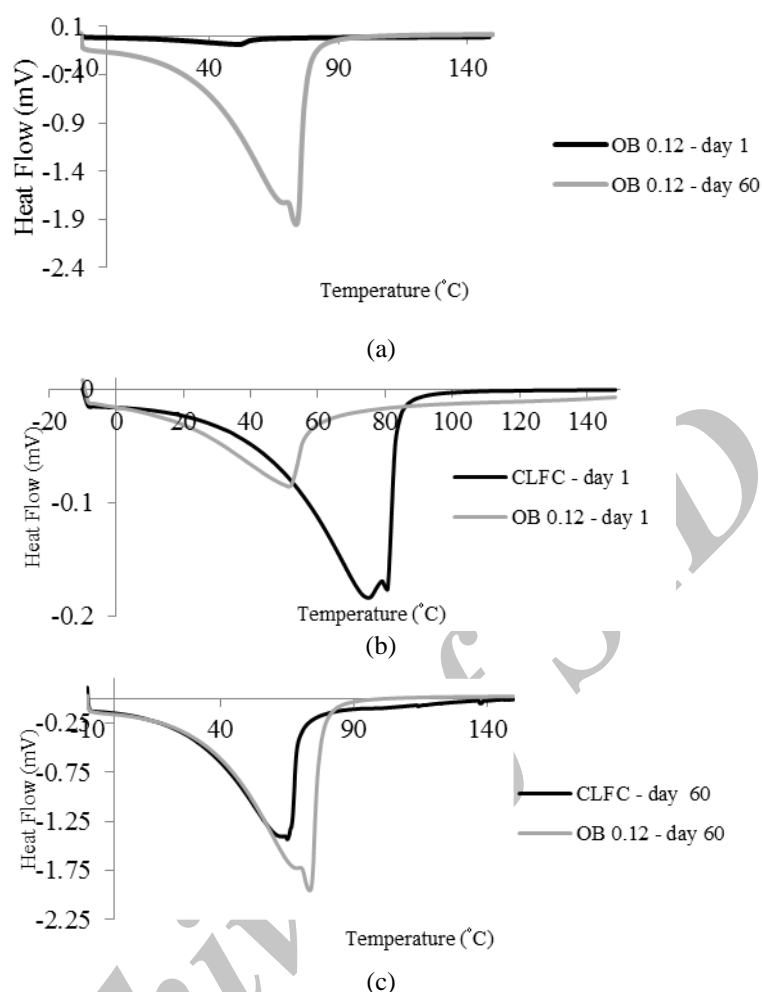 0.1
-10 40 90 140
-0.4
-0.9
-1.4
-1.9
-2.4
Heat Flow (mV)
OB 0.12 - day 1
OB 0.12 - day 60
Temperature (°C)
(a)
0
-20 0 20 40 60 80 100 120 140
-0.1
-0.2
Heat Flow (mV)
CLFC - day 1
OB 0.12 - day 1
Temperature (°C)
(b)
-10 40 90 140
-0.25
-0.75
-1.25
-1.75
-2.25
Heat Flow (mV)
CLFC - day 60
OB 0.12 - day 60
Temperature (°C)
(c)